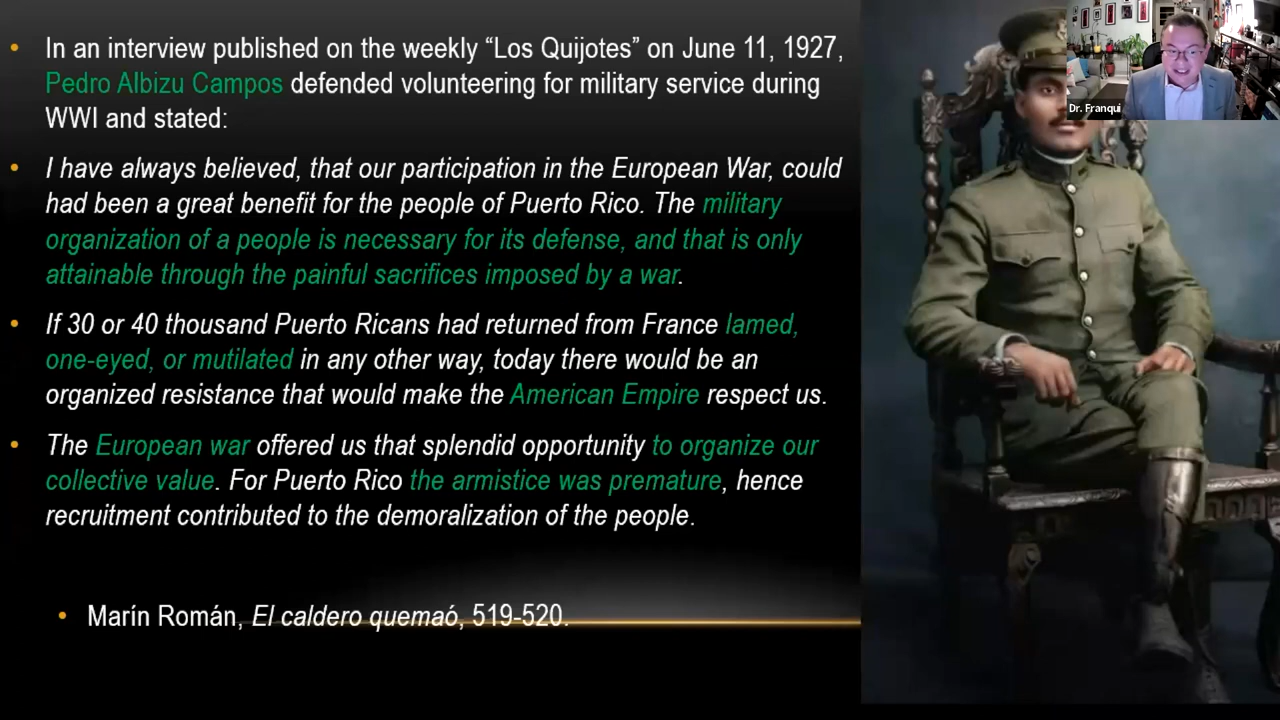 • In an interview published on the weekly “Los Quijotes” on June 11, 1927,
Pedro Albizu Campos defended volunteering for military service during
WWI and stated:
• I have always believed, that our participation in the European War, could
had been a great benefit for the people of Puerto Rico. The military
organization of a people is necessary for its defense, and that is only
attainable through the painful sacrifices imposed by a war.
• If 30 or 40 thousand Puerto Ricans had returned from France lamed,
one-eyed, or mutilated in any other way, today there would be an
organized resistance that would make the American Empire respect us.
• The European war offered us that splendid opportunity to organize our
collective value. For Puerto Rico the armistice was premature, hence
recruitment contributed to the demoralization of the people.
• Marín Román, El caldero quemaó, 519-520.
Dr. Franqui